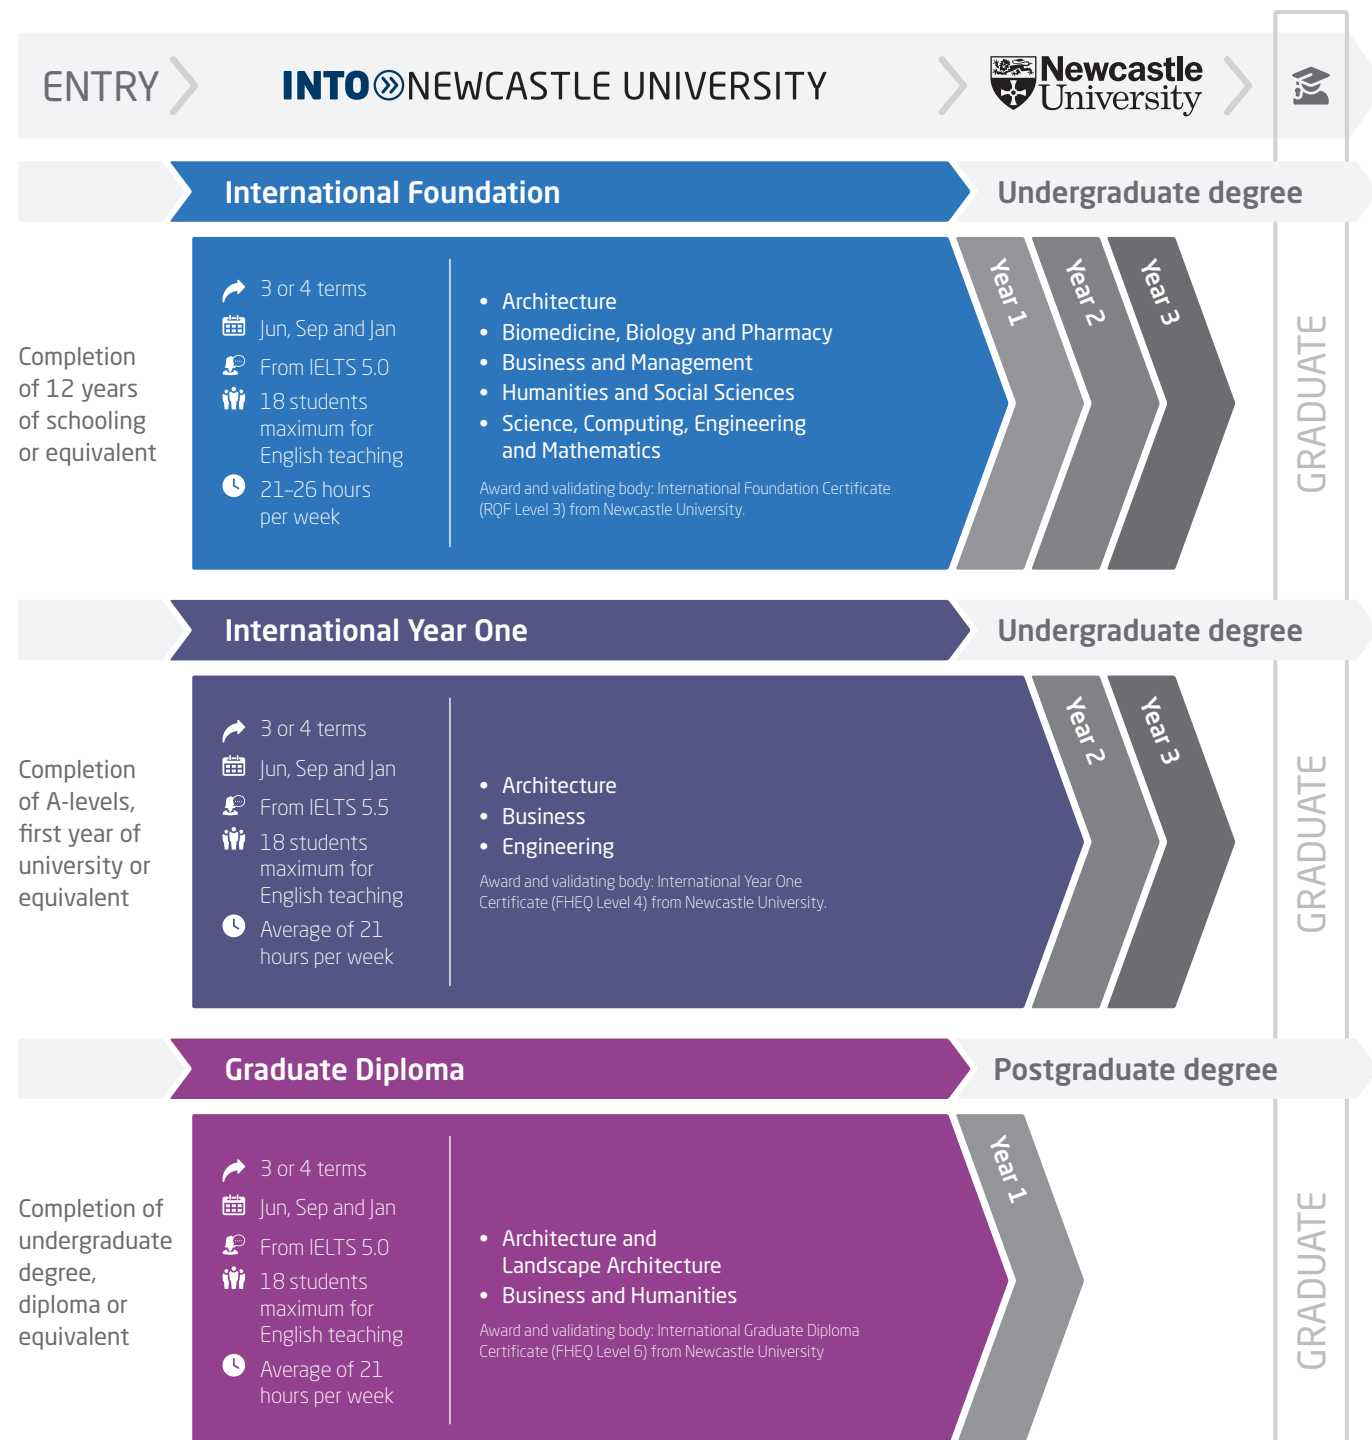 ENTRY
INTO NEWCASTLE UNIVERSITY
Newcastle
University
International Foundation
Undergraduate degree
Completion
of 12 years
of schooling
or equivalent
3 or 4 terms
Jun, Sep and Jan
From IELTS 5.0
18 students
maximum for
English teaching
21–26 hours
per week
• Architecture
• Biomedicine, Biology and Pharmacy
• Business and Management
• Humanities and Social Sciences
• Science, Computing, Engineering
and Mathematics
Award and validating body: International Foundation Certificate
(RQF Level 3) from Newcastle University.
Year 1
Year 2
Year 3
GRADUATE
International Year One
Undergraduate degree
Completion
of A-levels,
first year of
university or
equivalent
3 or 4 terms
Jun, Sep and Jan
From IELTS 5.5
18 students
maximum for
English teaching
Average of 21
hours per week
• Architecture
• Business
• Engineering
Award and validating body: International Year One
Certificate (FHEQ Level 4) from Newcastle University.
Year 2
Year 3
GRADUATE
Graduate Diploma
Postgraduate degree
Completion of
undergraduate
degree,
diploma or
equivalent
3 or 4 terms
Jun, Sep and Jan
From IELTS 5.0
18 students
maximum for
English teaching
Average of 21
hours per week
• Architecture and
Landscape Architecture
• Business and Humanities
Award and validating body: International Graduate Diploma
Certificate (FHEQ Level 6) from Newcastle University
Year 1
GRADUATE